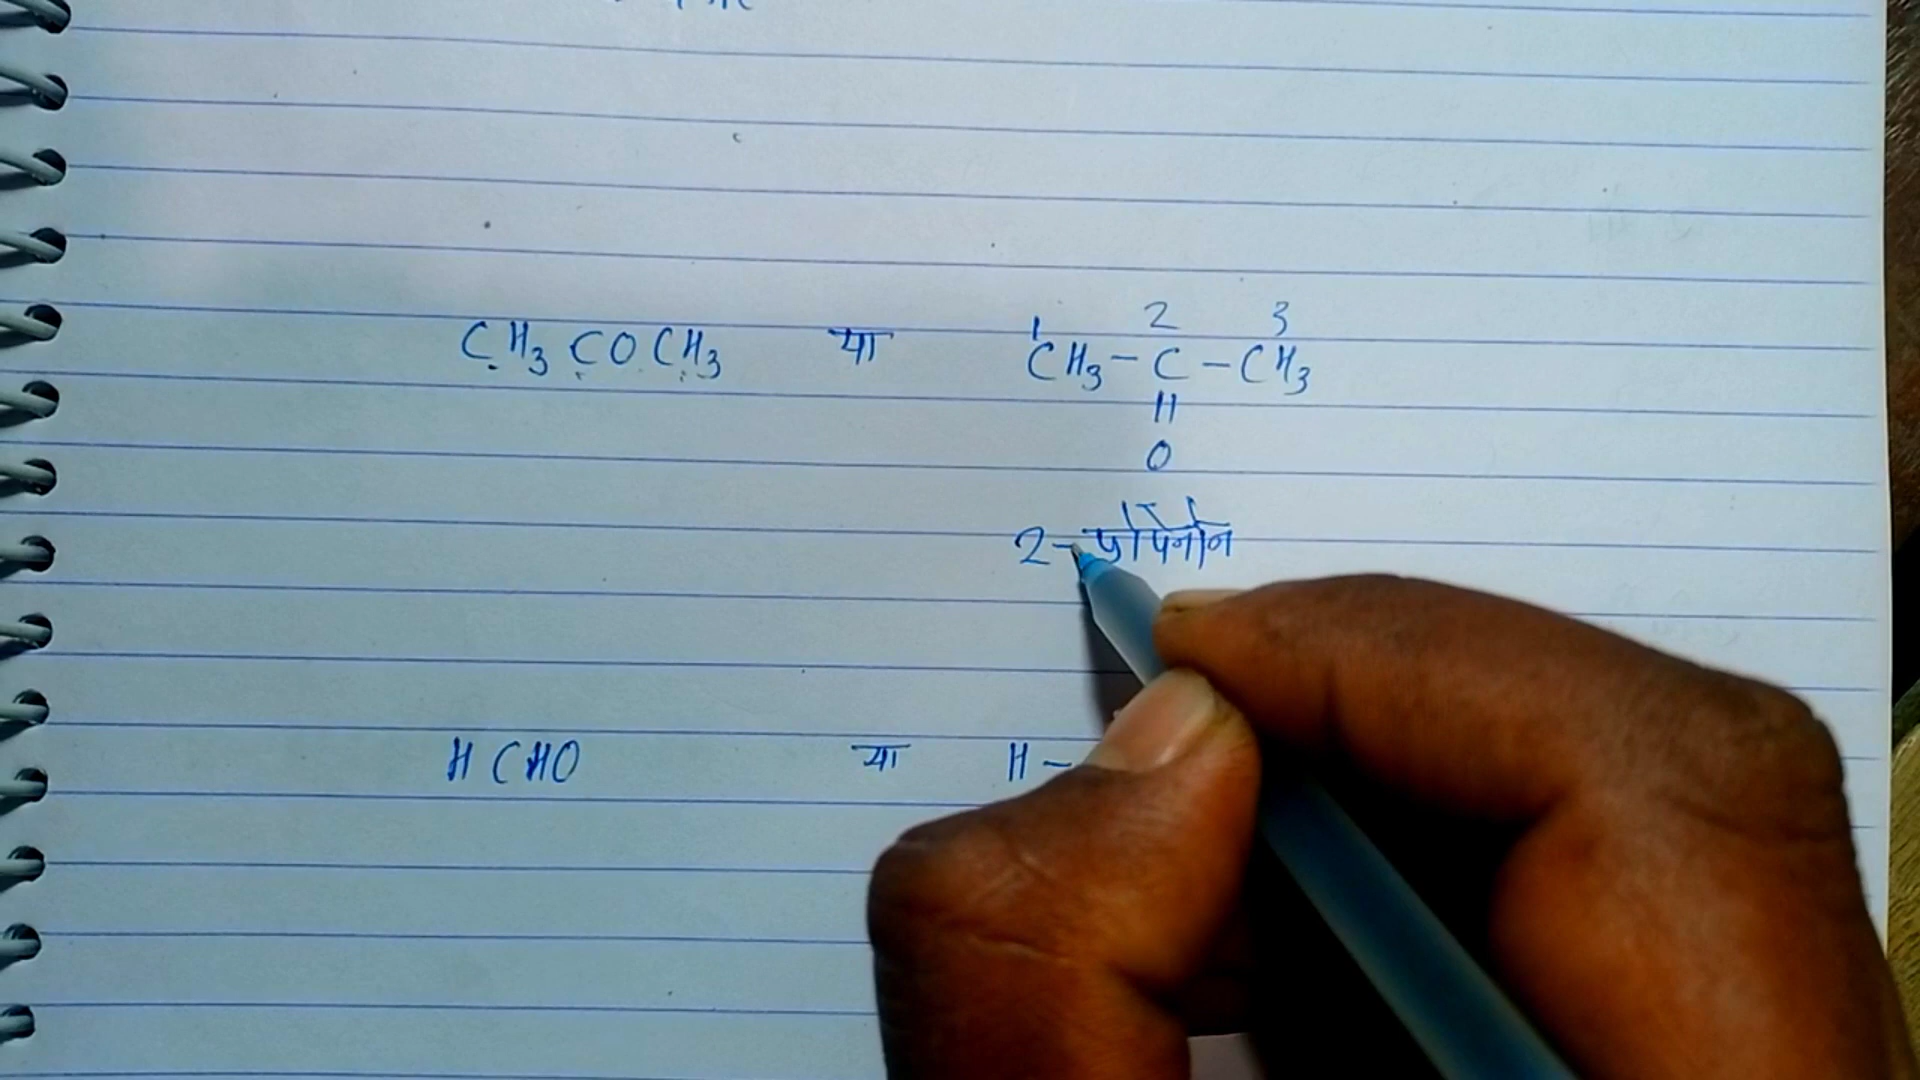 1 2 3
CH3COCH3 या CH3-C-CH3
||
O
2-प्रोपेनोन
HCHO या H-